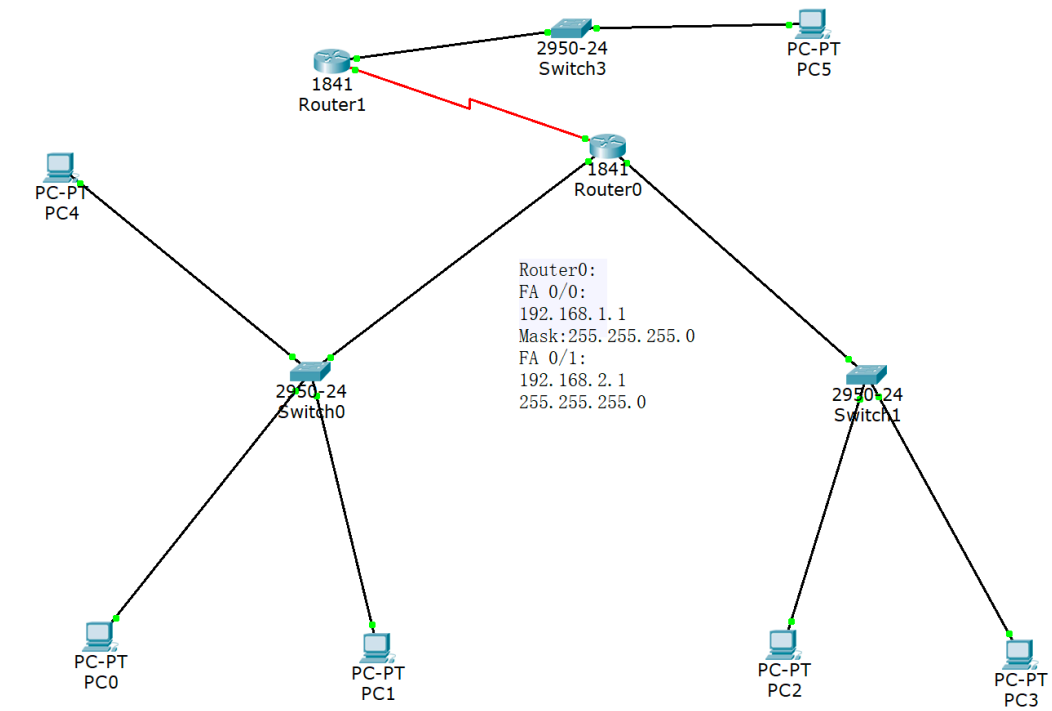 2950-24
Switch3
PC-PT
PC5
1841
Router1
1841
Router0
PC-PT
PC4
Router0:
FA 0/0:
192.168.1.1
Mask:255.255.255.0
FA 0/1:
192.168.2.1
255.255.255.0
2950-24
Switch0
2950-24
Switch1
PC-PT
PC0
PC-PT
PC1
PC-PT
PC2
PC-PT
PC3